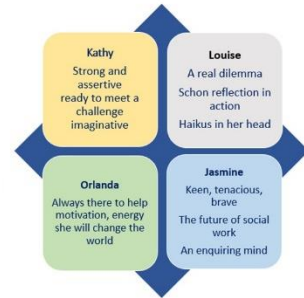 Kathy
Strong and
assertive
ready to meet a
challenge
imaginative
Louise
A real dilemma
Schon reflection in
action
Haikus in her head
Orlanda
Always there to help
motivation, energy
she will change the
world
Jasmine
Keen, tenacious,
brave
The future of social
work
An enquiring mind